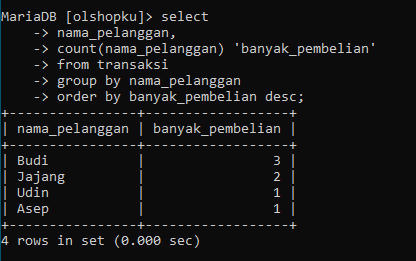 MariaDB [olshopku]> select
    -> nama_pelanggan,
    -> count(nama_pelanggan) 'banyak_pembelian'
    -> from transaksi
    -> group by nama_pelanggan
    -> order by banyak_pembelian desc;
+----------------+------------------+
| nama_pelanggan | banyak_pembelian |
+----------------+------------------+
| Budi           |                3 |
| Jajang         |                2 |
| Udin           |                1 |
| Asep           |                1 |
+----------------+------------------+
4 rows in set (0.000 sec)